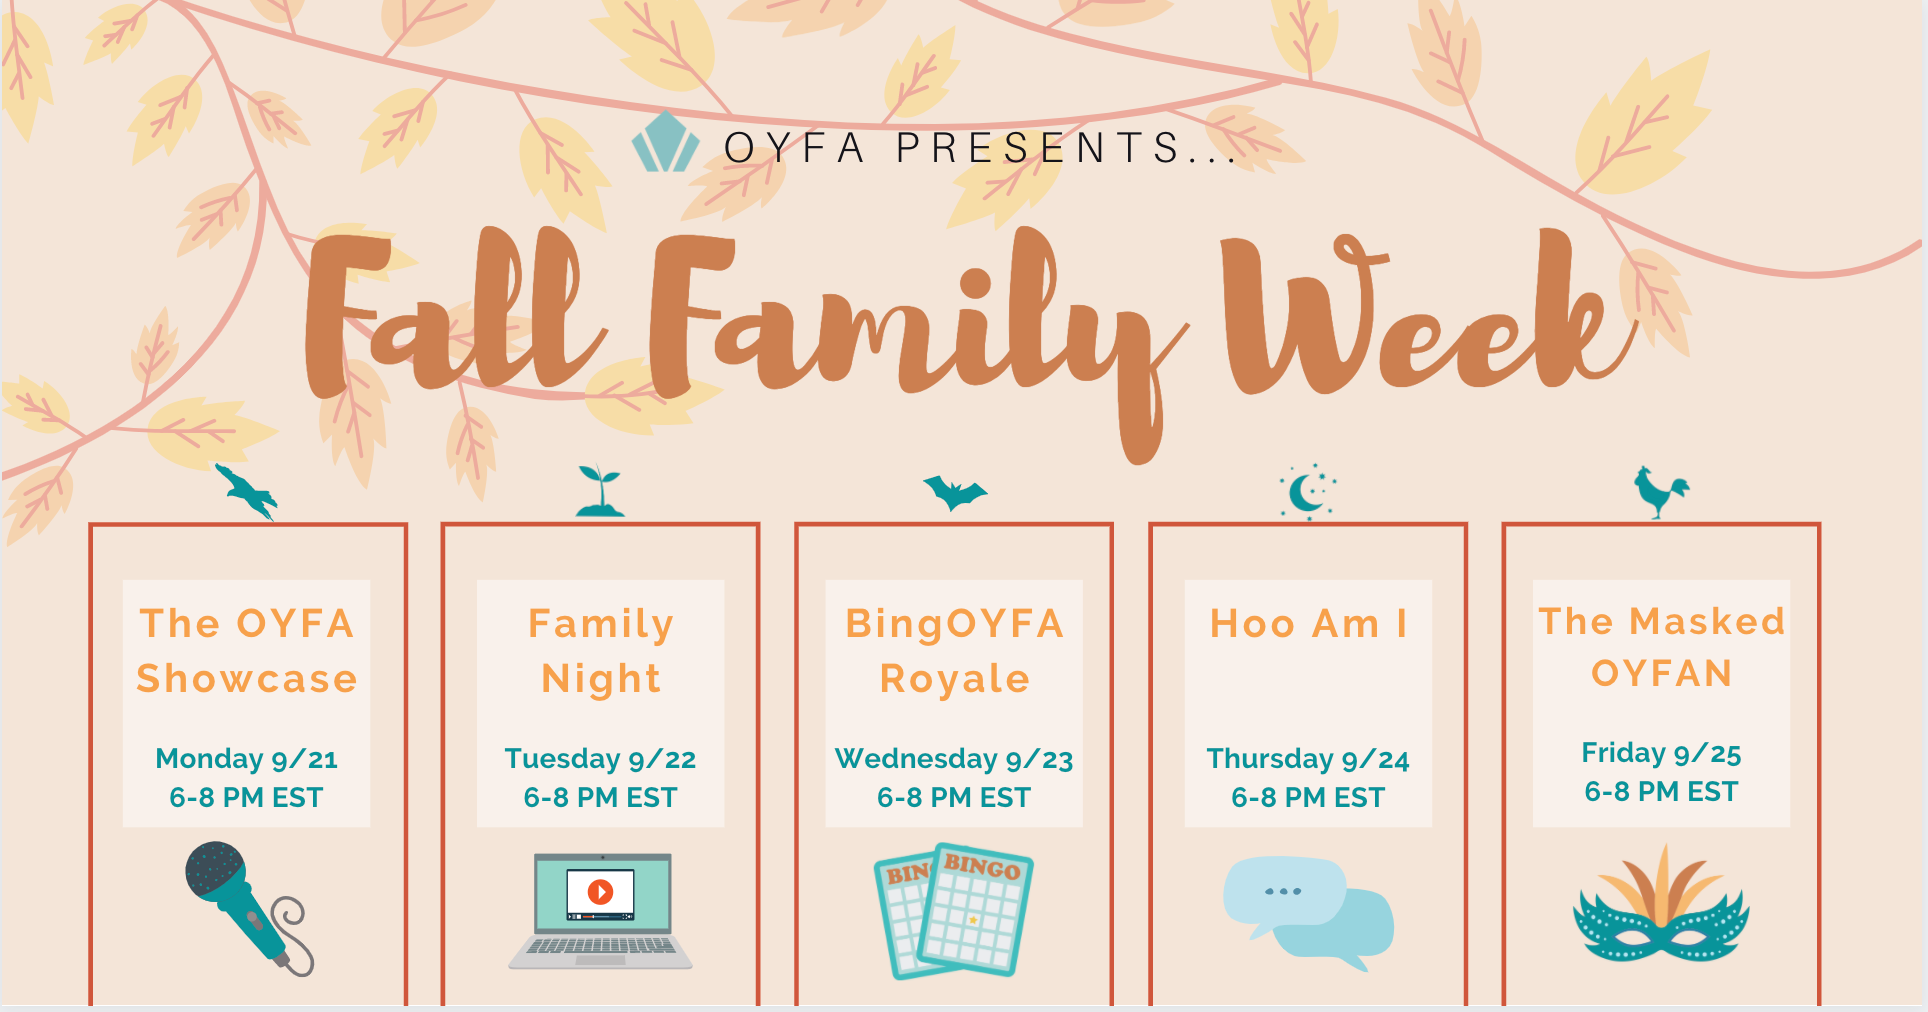 OYFA PRESENTS...
Fall Family Week
The OYFA
Showcase
Monday 9/21
6-8 PM EST
Family
Night
Tuesday 9/22
6-8 PM EST
BingOYFA
Royale
Wednesday 9/23
6-8 PM EST
BINGO
Hoo Am I
Thursday 9/24
6-8 PM EST
The Masked
OYFAN
Friday 9/25
6-8 PM EST